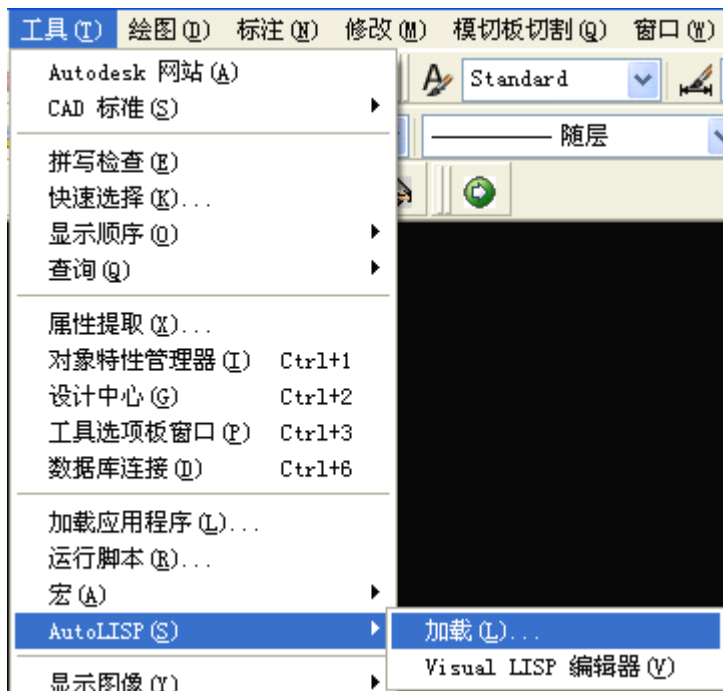 工具(T) 绘图(D) 标注(N) 修改(M) 模切板切割(Q) 窗口(W)
Autodesk 网站(A)
Standard
CAD 标准(S)
随层
拼写检查(E)
快速选择(K)...
显示顺序(O)
查询(Q)
属性提取(X)...
对象特性管理器(I) Ctrl+1
设计中心(G) Ctrl+2
工具选项板窗口(P) Ctrl+3
数据库连接(D) Ctrl+6
加载应用程序(L)...
运行脚本(R)...
宏(A)
AutoLISP(S)
加载(L)...
Visual LISP 编辑器(V)
显示图像(Y)